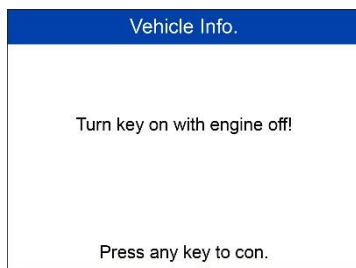 Vehicle Info.
Turn key on with engine off!
Press any key to con.